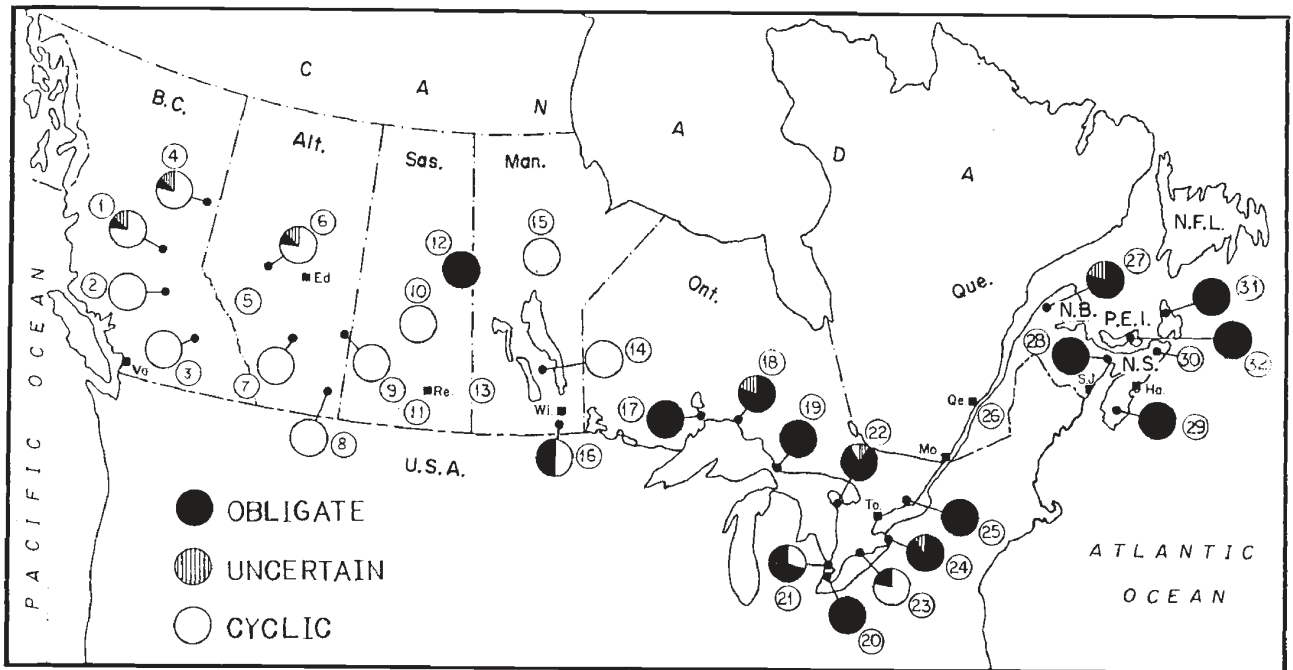 C A N A D A
B.C.
Alt.
Sas.
Man.
Ont.
Que.
N.F.L.
N.B.
P.E.I.
N.S.
U.S.A.
PACIFIC OCEAN
ATLANTIC
OCEAN
Va
Ed
Re.
Wi.
To.
Mo
Qe
S.J.
Ha.
1
2
3
4
5
6
7
8
9
10
11
12
13
14
15
16
17
18
19
20
21
22
23
24
25
26
27
28
29
30
31
32
OBLIGATE
UNCERTAIN
CYCLIC